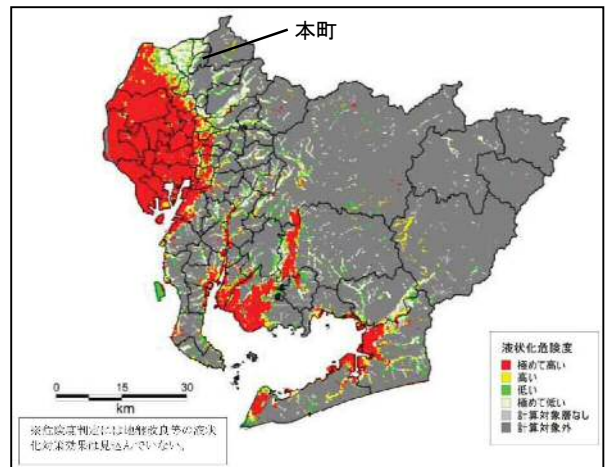 本町
液状化危険度
極めて高い
高い
低い
極めて低い
計算対象層なし
計算対象外
0 15 30
km
※危険度判定には地盤改良等の液状
化対策効果は見込んでいない。